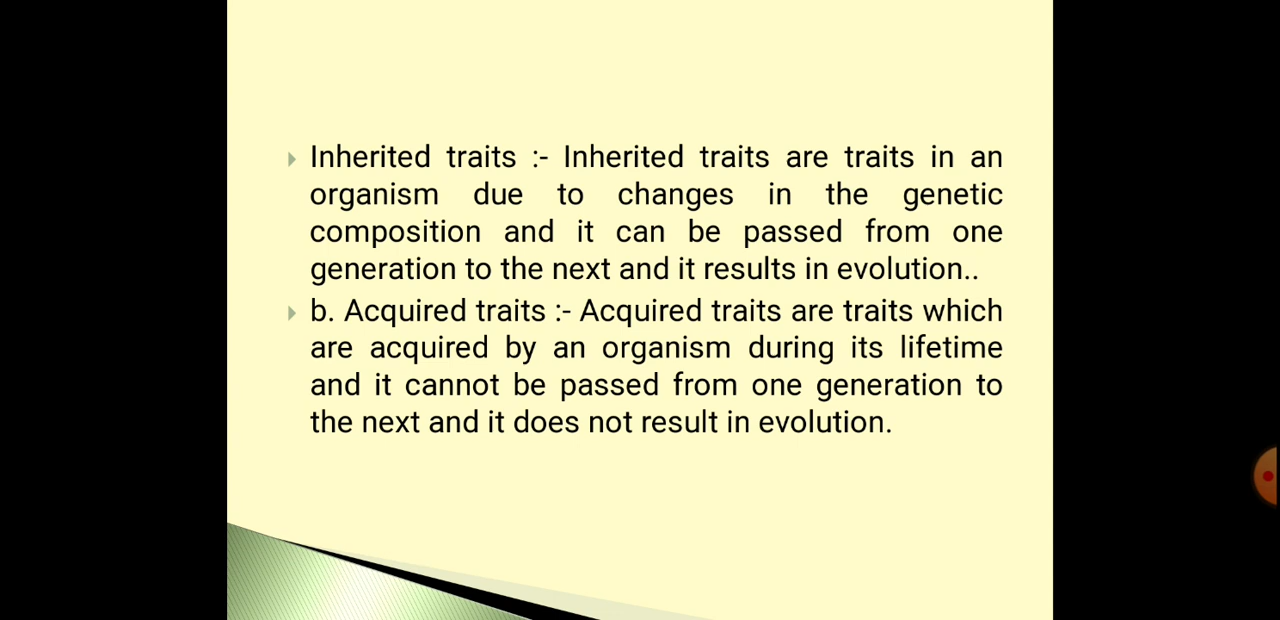 Inherited traits :- Inherited traits are traits in an
organism due to changes in the genetic
composition and it can be passed from one
generation to the next and it results in evolution..
b. Acquired traits :- Acquired traits are traits which
are acquired by an organism during its lifetime
and it cannot be passed from one generation to
the next and it does not result in evolution.